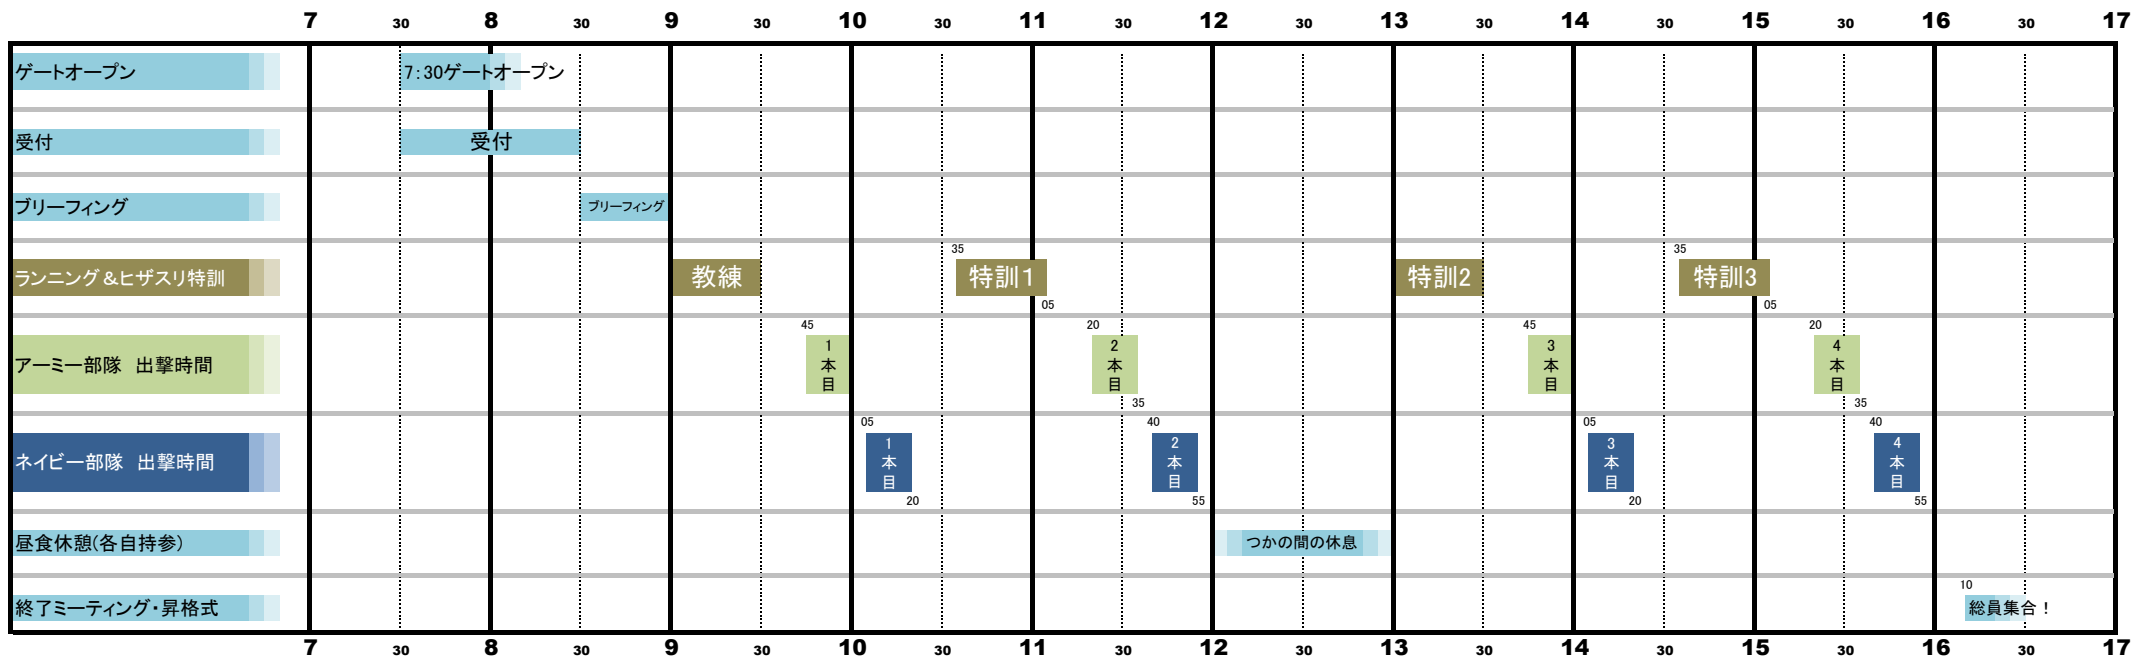 7 30 8 30 9 30 10 30 11 30 12 30 13 30 14 30 15 30 16 30 17
ゲートオープン 7:30ゲートオープン
受付 受付
ブリーフィング ブリーフィング
35 35
ランニング&ヒザスリ特訓 教練 特訓1 特訓2 特訓3
05 05
45 20 45 20
アーミー部隊 出撃時間 1本目 2本目 3本目 4本目
35 35
05 40 05 40
ネイビー部隊 出撃時間 1本目 2本目 3本目 4本目
20 55 20 55
昼食休憩(各自持参) つかの間の休息
10
終了ミーティング・昇格式 総員集合!
7 30 8 30 9 30 10 30 11 30 12 30 13 30 14 30 15 30 16 30 17